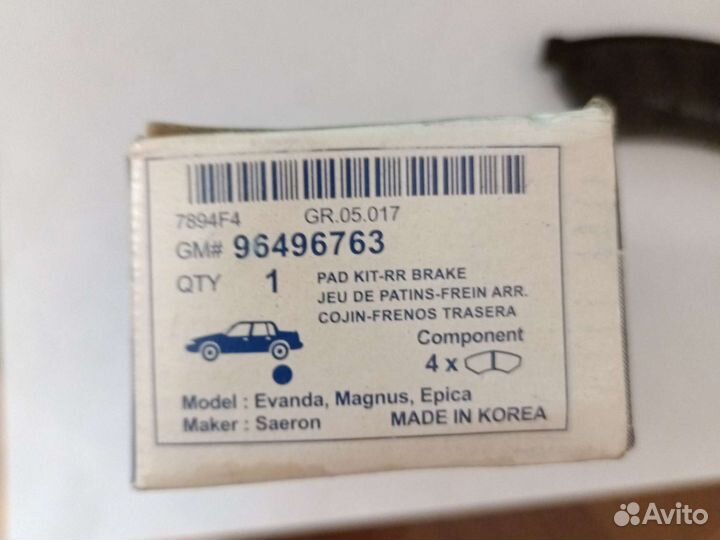 7894F4 GR.05.017
GM# 96496763
QTY 1 PAD KIT-RR BRAKE
JEU DE PATINS-FREIN ARR.
COJIN-FRENOS TRASERA
Component
4 x
Model : Evanda, Magnus, Epica
Maker : Saeron MADE IN KOREA
Avito